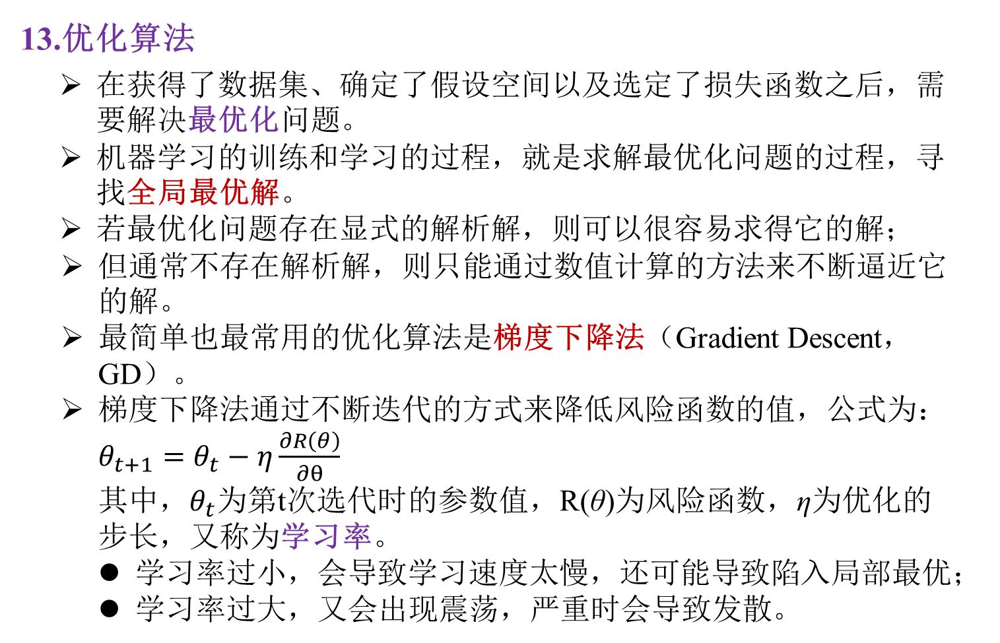 13.优化算法
➢ 在获得了数据集、确定了假设空间以及选定了损失函数之后，需
要解决最优化问题。
➢ 机器学习的训练和学习的过程，就是求解最优化问题的过程，寻
找全局最优解。
➢ 若最优化问题存在显式的解析解，则可以很容易求得它的解；
➢ 但通常不存在解析解，则只能通过数值计算的方法来不断逼近它
的解。
➢ 最简单也最常用的优化算法是梯度下降法（Gradient Descent，
GD）。
➢ 梯度下降法通过不断迭代的方式来降低风险函数的值，公式为：
θ_{t+1} = θ_t − η ∂R(θ)/∂θ
其中，θ_t为第t次选代时的参数值，R(θ)为风险函数，η为优化的
步长，又称为学习率。
● 学习率过小，会导致学习速度太慢，还可能导致陷入局部最优；
● 学习率过大，又会出现震荡，严重时会导致发散。